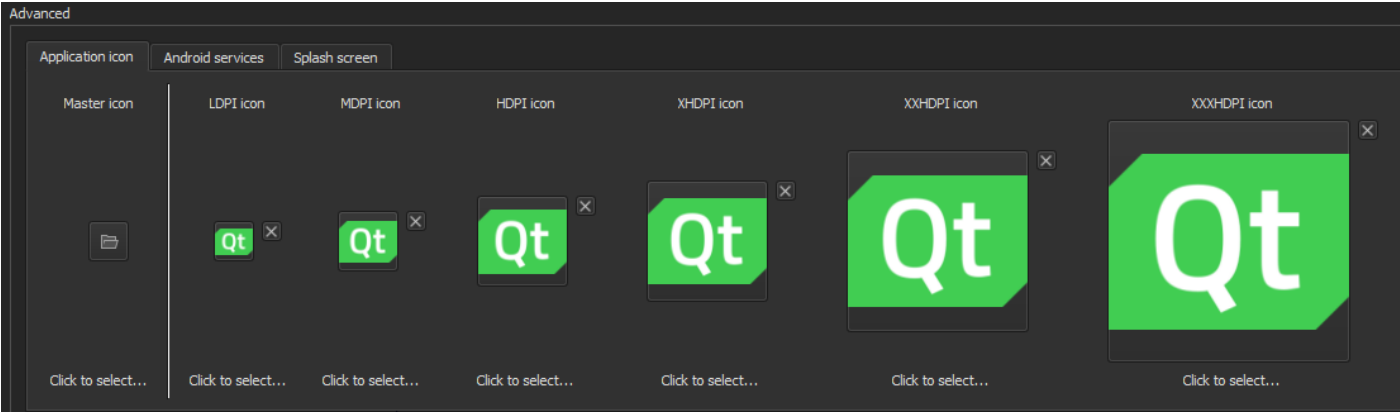 Advanced
Application icon Android services Splash screen
Master icon LDPI icon MDPI icon HDPI icon XHDPI icon XXHDPI icon XXXHDPI icon
Qt Qt Qt Qt Qt Qt
Click to select... Click to select... Click to select... Click to select... Click to select... Click to select... Click to select...